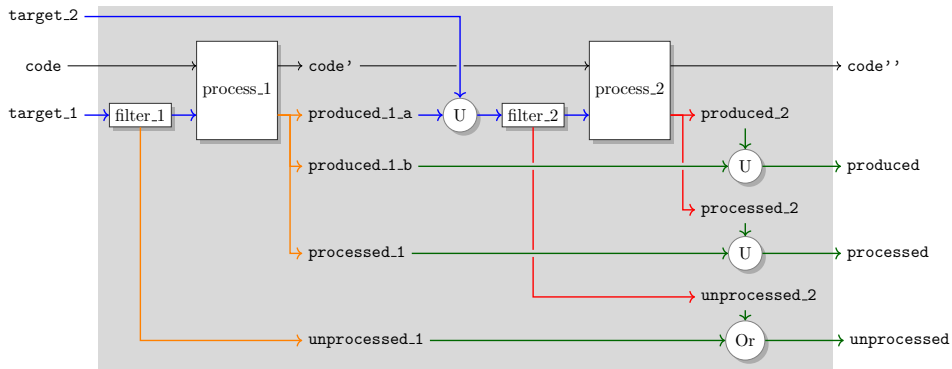 target_2
code
process_1
code'
process_2
code''
target_1
filter_1
produced_1_a
U
filter_2
produced_2
produced_1_b
U
produced
processed_2
processed_1
U
processed
unprocessed_2
unprocessed_1
Or
unprocessed